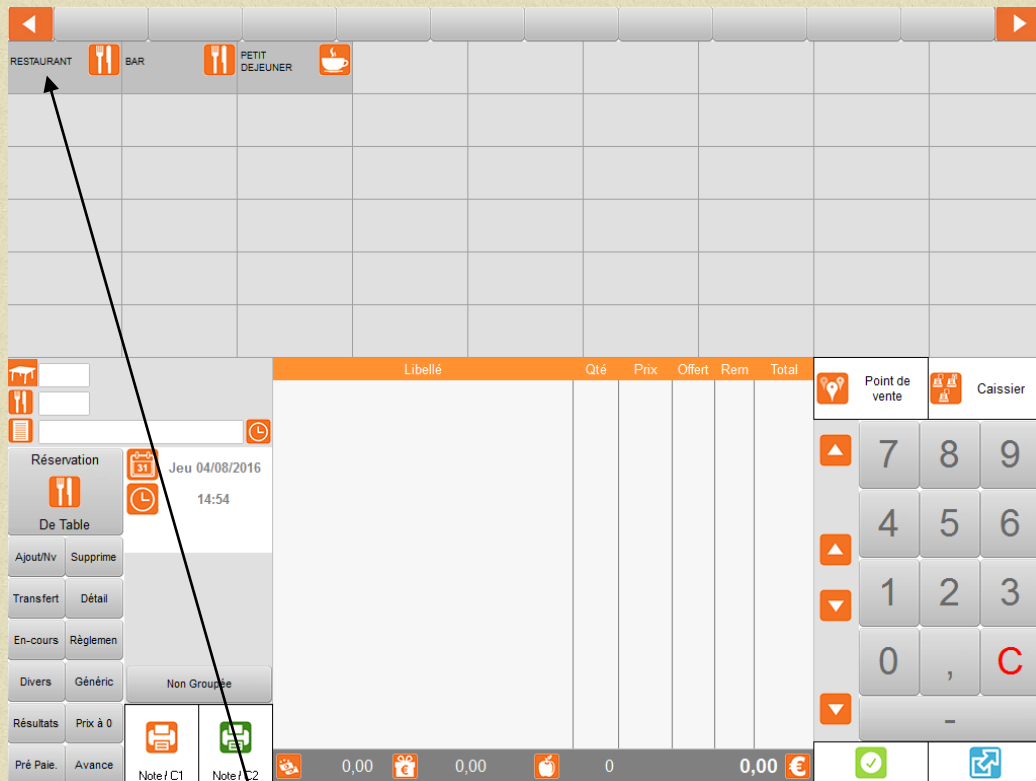 RESTAURANT
BAR
PETIT
DEJEUNER
Libellé Qté Prix Offert Rem Total
Point de
vente
Caissier
Réservation
De Table
31
Jeu 04/08/2016
14:54
7 8 9
4 5 6
1 2 3
0 , C
-
Ajout/Nv Supprime
Transfert Détail
En-cours Règlemen
Divers Généric
Non Groupée
Résultats Prix à 0
Pré Paie. Avance
Note / C1 Note / C2
0,00 € 0,00 0 0,00 €